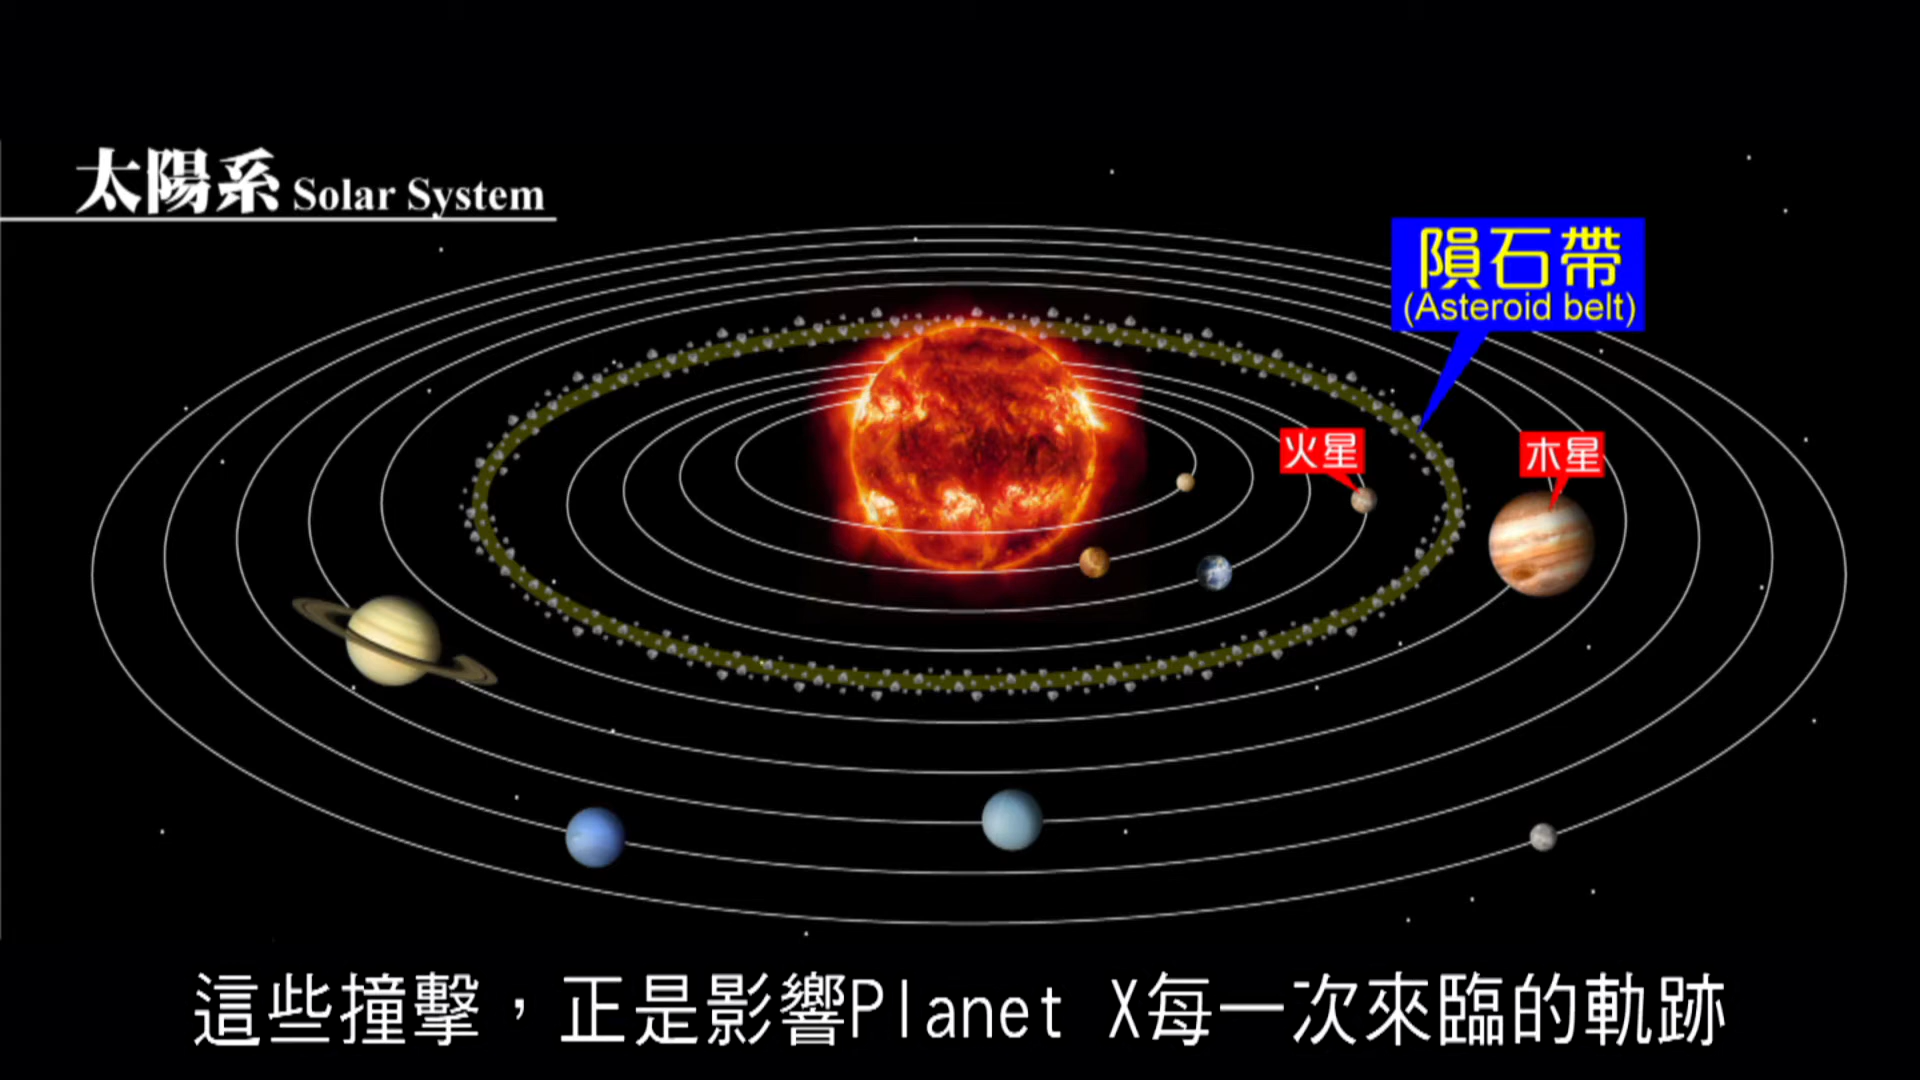 太陽系 Solar System
隕石帶
(Asteroid belt)
火星
木星
這些撞擊，正是影響Planet X每一次來臨的軌跡